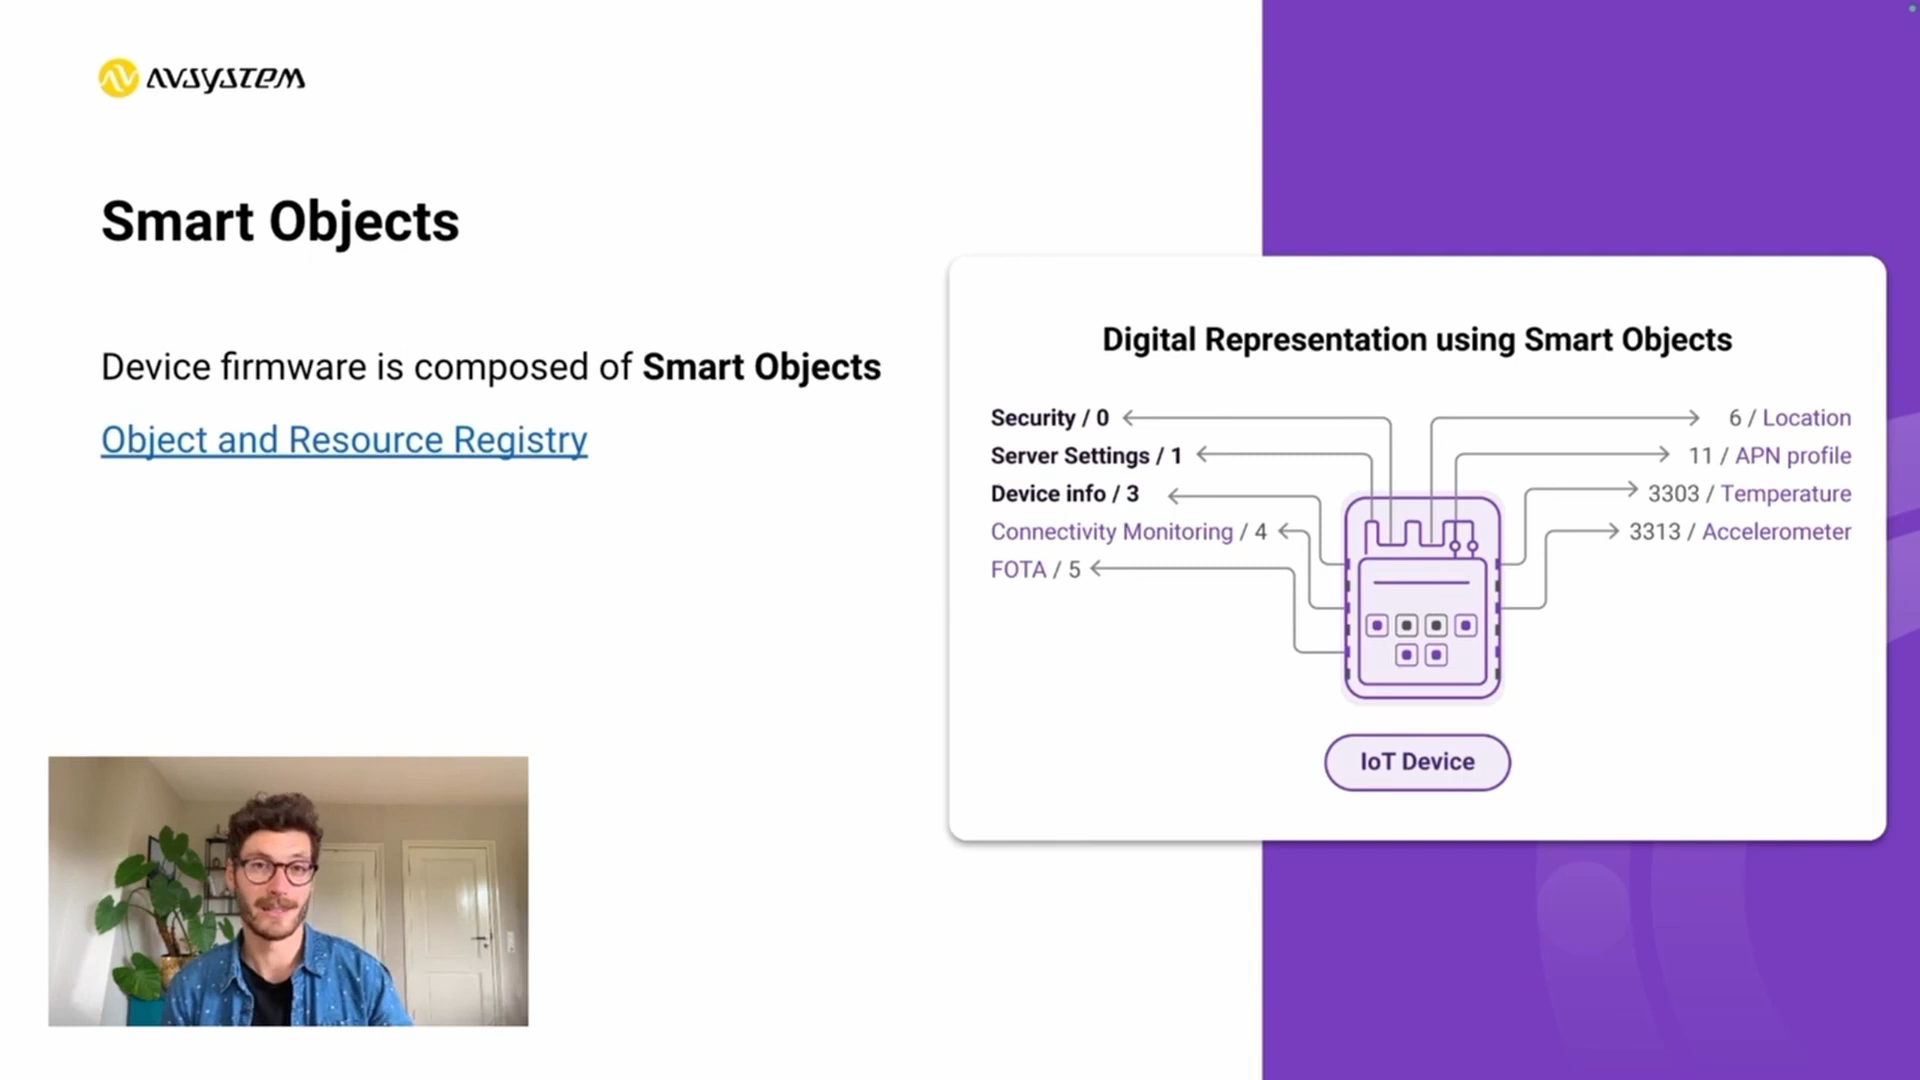 AVSYSTEM
Smart Objects
Device firmware is composed of Smart Objects
Object and Resource Registry
Digital Representation using Smart Objects
Security / 0
Server Settings / 1
Device info / 3
Connectivity Monitoring / 4
FOTA / 5
6 / Location
11 / APN profile
3303 / Temperature
3313 / Accelerometer
IoT Device